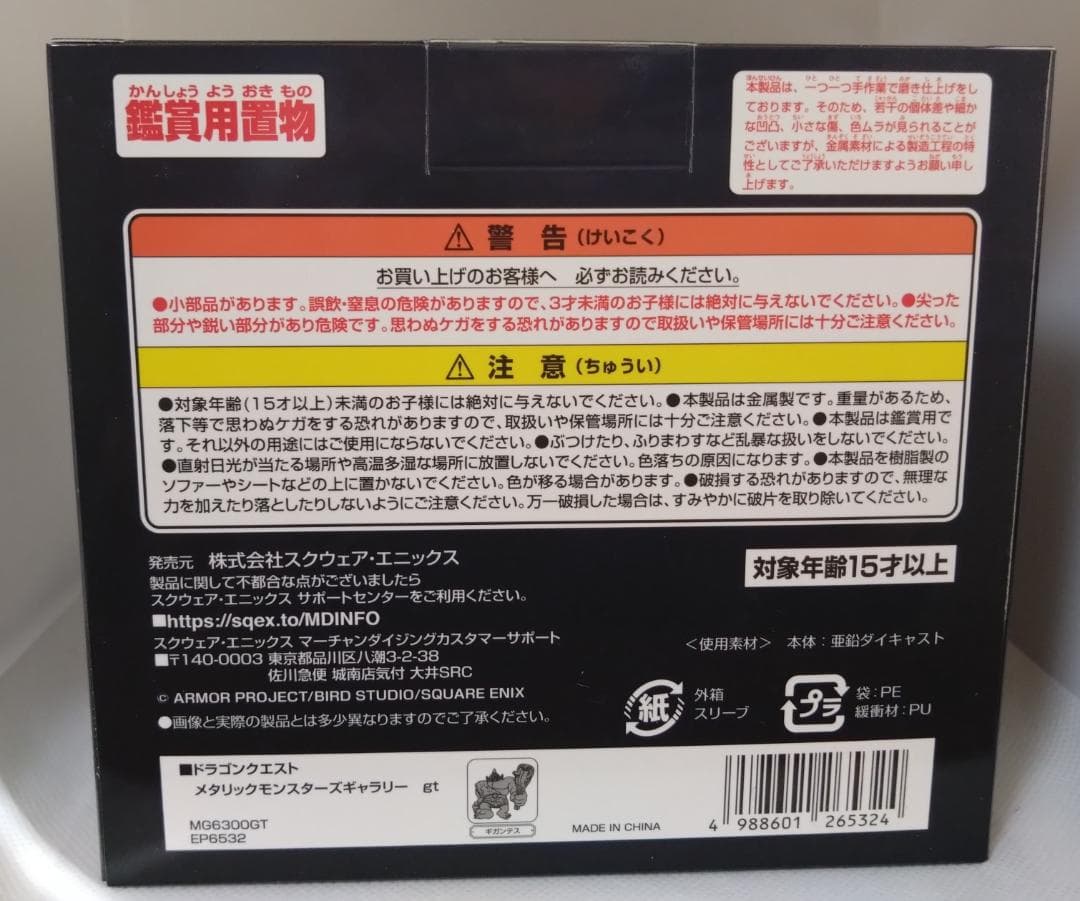 かんしょう よう おき もの
鑑賞用置物
本製品は、一つ一つ手作業で磨き仕上げをし
ております。そのため、若干の個体差や細か
な凹凸、小さな傷、色ムラが見られることが
ございますが、金属素材による製造工程の特
性としてご了承いただけますようお願い申し
上げます。
警 告(けいこく)
お買い上げのお客様へ 必ずお読みください。
●小部品があります。誤飲・窒息の危険がありますので、3才未満のお子様には絶対に与えないでください。●尖った
部分や鋭い部分があり危険です。思わぬケガをする恐れがありますので取扱いや保管場所には十分ご注意ください。
注 意(ちゅうい)
●対象年齢(15才以上)未満のお子様には絶対に与えないでください。●本製品は金属製です。重量があるため、
落下等で思わぬケガをする恐れがありますので、取扱いや保管場所には十分ご注意ください。●本製品は鑑賞用で
す。それ以外の用途にはご使用にならないでください。●ぶつけたり、ふりまわすなど乱暴な扱いをしないでください。
●直射日光が当たる場所や高温多湿な場所に放置しないでください。色落ちの原因になります。●本製品を樹脂製の
ソファーやシートなどの上に置かないでください。色が移る場合があります。●破損する恐れがありますので、無理な
力を加えたり落としたりしないようにご注意ください。万一破損した場合は、すみやかに破片を取り除いてください。
発売元 株式会社スクウェア・エニックス
製品に関して不都合な点がございましたら
スクウェア・エニックス サポートセンターをご利用ください。
■https://sqex.to/MDINFO
スクウェア・エニックス マーチャンダイジングカスタマーサポート
■〒140-0003 東京都品川区八潮3-2-38
佐川急便 城南店気付 大井SRC
© ARMOR PROJECT/BIRD STUDIO/SQUARE ENIX
●画像と実際の製品とは多少異なりますのでご了承ください。
対象年齢15才以上
<使用素材> 本体:亜鉛ダイキャスト
紙
外箱
スリーブ
プラ
袋:PE
緩衝材:PU
■ドラゴンクエスト
メタリックモンスターズギャラリー gt
MG6300GT
EP6532
ギガンテス
MADE IN CHINA
4 988601 265324